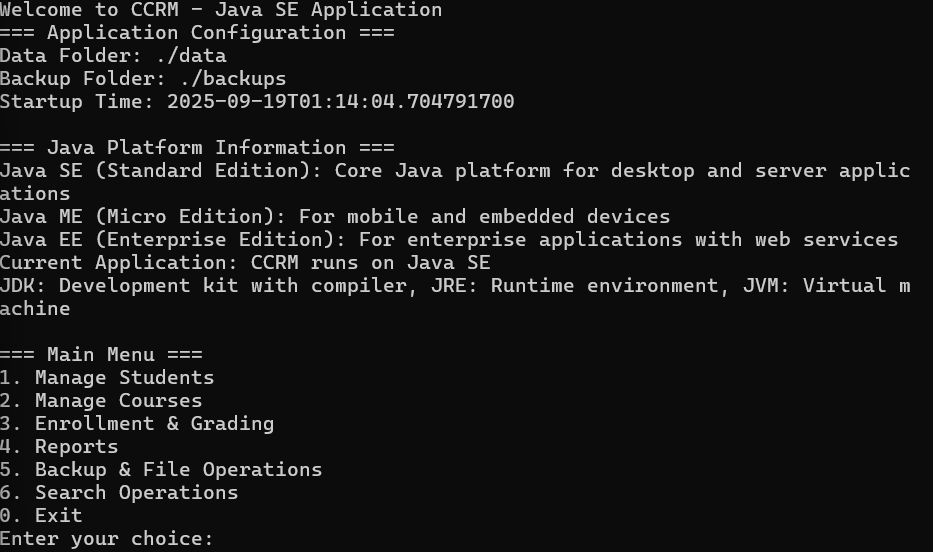 Welcome to CCRM - Java SE Application
=== Application Configuration ===
Data Folder: ./data
Backup Folder: ./backups
Startup Time: 2025-09-19T01:14:04.704791700
=== Java Platform Information ===
Java SE (Standard Edition): Core Java platform for desktop and server applic
ations
Java ME (Micro Edition): For mobile and embedded devices
Java EE (Enterprise Edition): For enterprise applications with web services
Current Application: CCRM runs on Java SE
JDK: Development kit with compiler, JRE: Runtime environment, JVM: Virtual m
achine
=== Main Menu ===
1. Manage Students
2. Manage Courses
3. Enrollment & Grading
4. Reports
5. Backup & File Operations
6. Search Operations
0. Exit
Enter your choice: